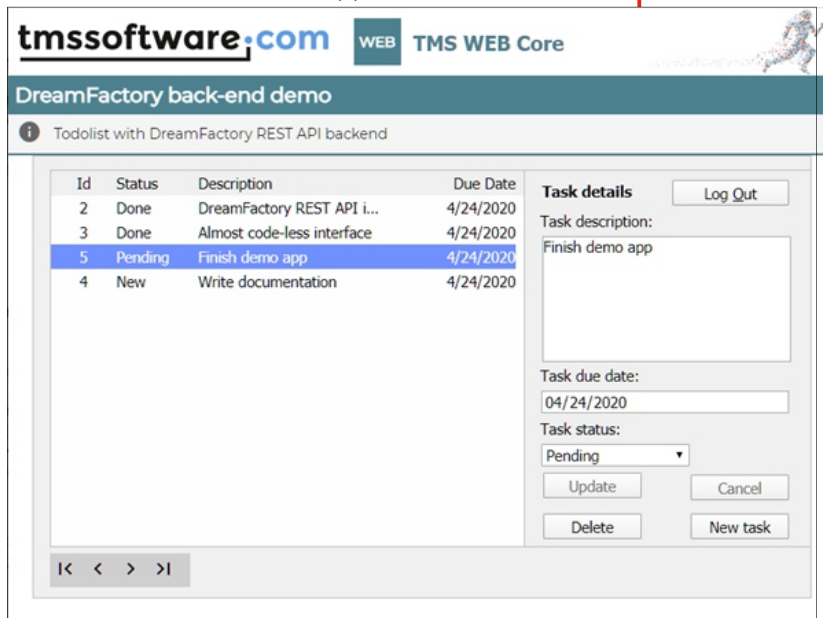 tmssoftware.com WEB TMS WEB Core
DreamFactory back-end demo
Todolist with DreamFactory REST API backend
Id Status Description Due Date
2 Done DreamFactory REST API i... 4/24/2020
3 Done Almost code-less interface 4/24/2020
5 Pending Finish demo app 4/24/2020
4 New Write documentation 4/24/2020
Task details Log Out
Task description:
Finish demo app
Task due date:
04/24/2020
Task status:
Pending
Update Cancel
Delete New task